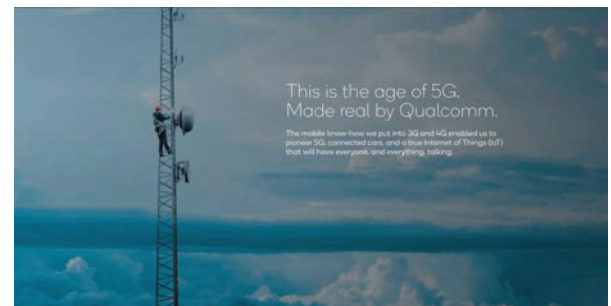 This is the age of 5G.
Made real by Qualcomm.
The mobile know-how we put into 3G and 4G enabled us to
pioneer 5G, connected cars, and a true Internet of Things (IoT)
that will have everyone, and everything, talking.